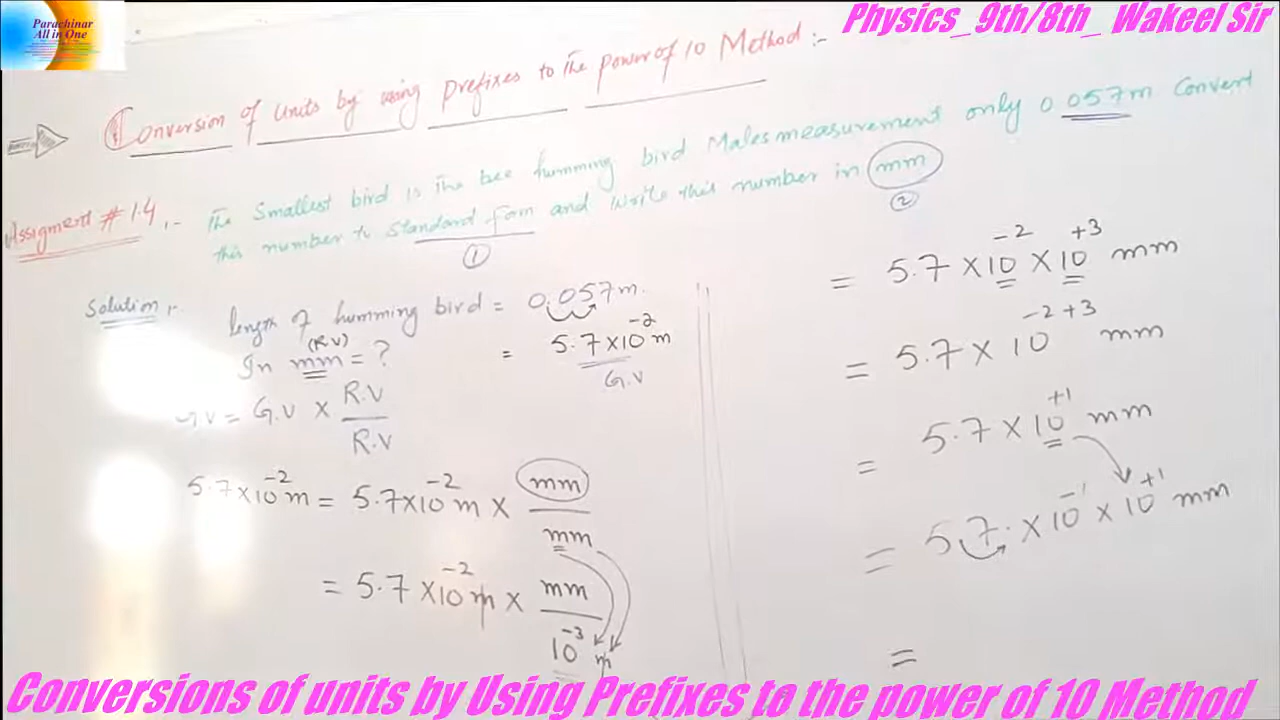 Parachinar
All in One
Physics_9th/8th_ Wakeel Sir
Conversion of units by using prefixes to the power of 10 Method :-
Assigment # 1.4 :-
The Smallest bird is the bee humming bird Males measurement only 0.057m Convert
this number to standard fom and write this number in mm
① ②
Solution :-
length of humming bird = 0.057m.
= 5.7×10⁻² m
G.V
(R.V)
In mm = ?
G.V = G.V × R.V
R.V
5.7×10⁻² m = 5.7×10⁻² m × mm
mm
= 5.7×10⁻² m × mm
10⁻³ m
= 5.7 × 10⁻² × 10⁺³ mm
= 5.7 × 10⁻²⁺³ mm
= 5.7 × 10⁺¹ mm
= 57. × 10⁻¹ × 10⁺¹ mm
=
Conversions of units by Using Prefixes to the power of 10 Method